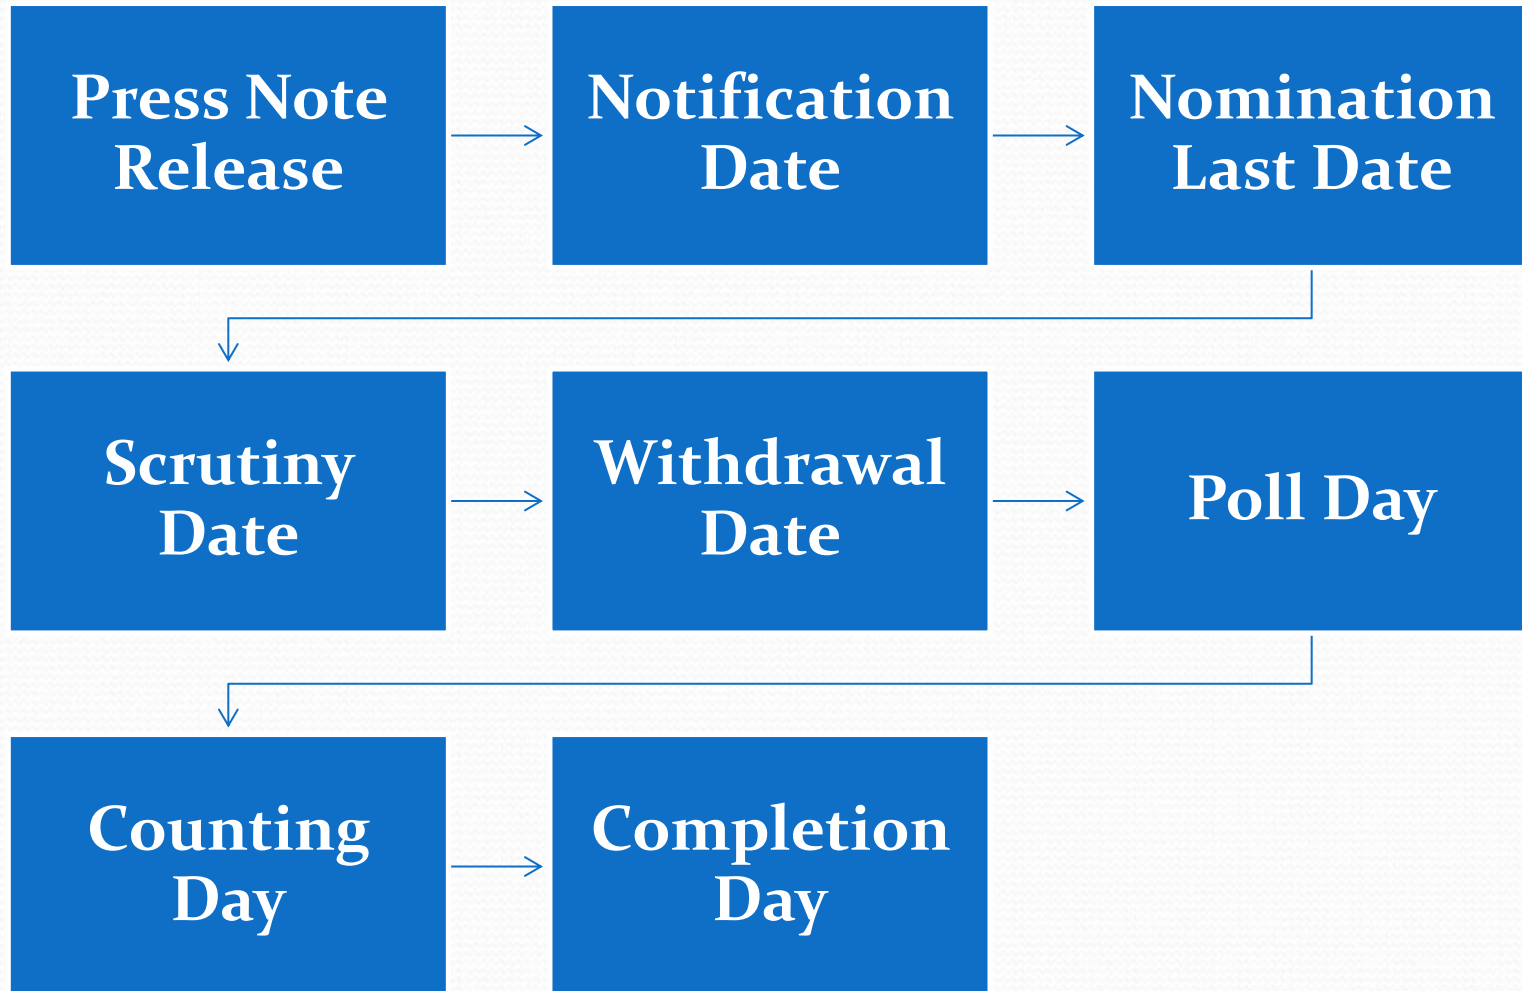 Press Note
Release
Notification
Date
Nomination
Last Date
Scrutiny
Date
Withdrawal
Date
Poll Day
Counting
Day
Completion
Day